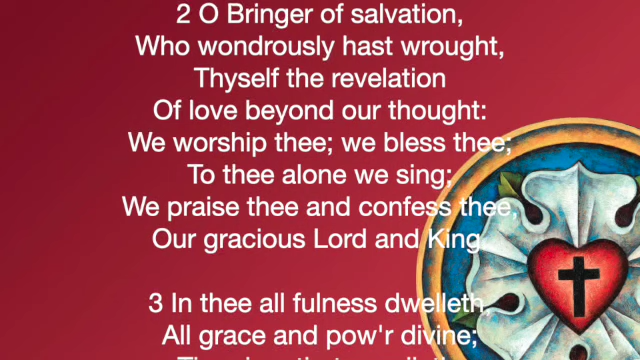 2 O Bringer of salvation,
Who wondrously hast wrought,
Thyself the revelation
Of love beyond our thought:
We worship thee; we bless thee;
To thee alone we sing;
We praise thee and confess thee,
Our gracious Lord and King.
3 In thee all fulness dwelleth,
All grace and pow'r divine;